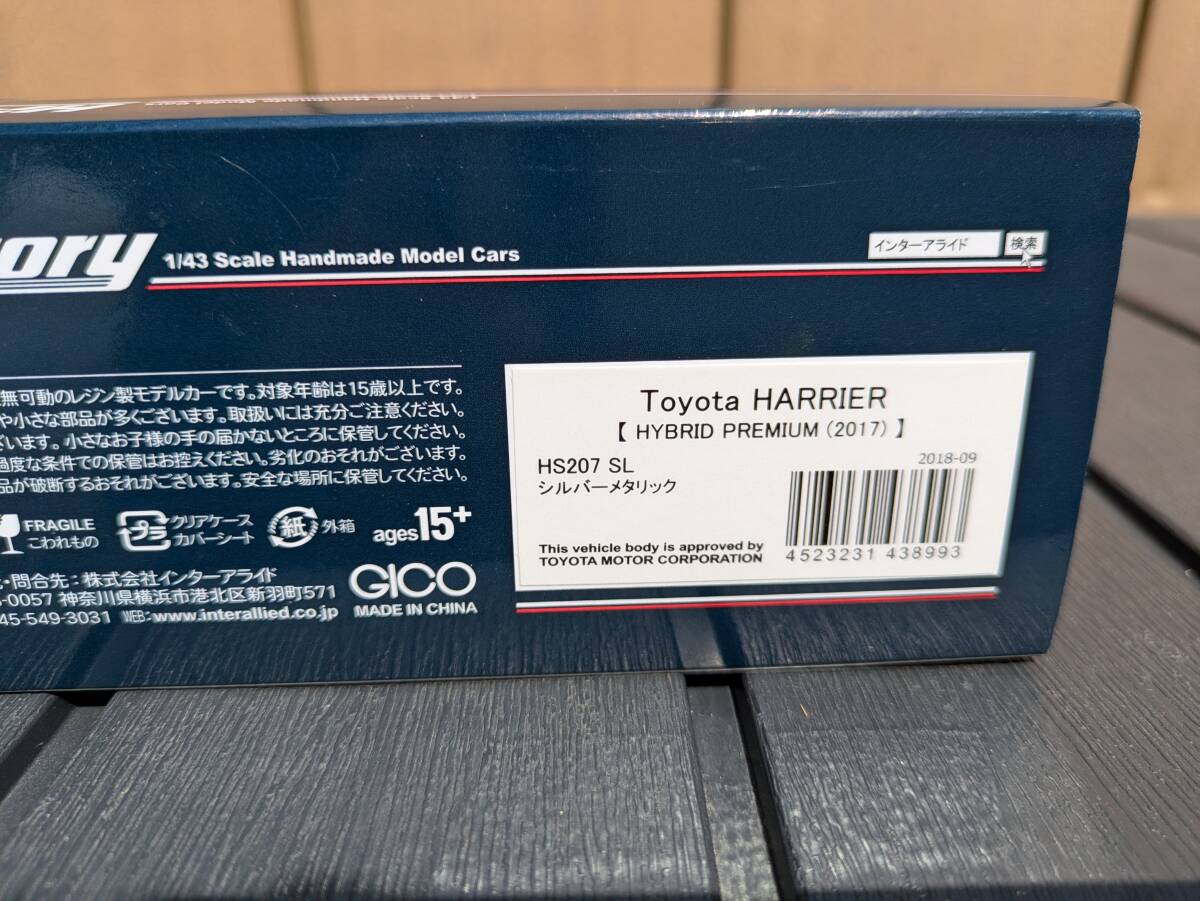 1/43 Scale Handmade Model Cars
インターアライド 検索
無可動のレジン製モデルカーです。対象年齢は15歳以上です。
や小さな部品が多くございます。取扱いには充分ご注意ください。
ざいます。小さなお子様の手の届かないところに保管してください。
過度な条件での保管はお控えください。劣化のおそれがございます。
品が破断するおそれがございます。安全な場所に保管してください。
FRAGILE
こわれもの
プラ
クリアケース
カバーシート
紙
外箱
ages15+
・問合先：株式会社インターアライド
-0057 神奈川県横浜市港北区新羽町571
45-549-3031 WEB:www.interallied.co.jp
GICO
MADE IN CHINA
Toyota HARRIER
【 HYBRID PREMIUM (2017) 】
HS207 SL
シルバーメタリック
2018-09
This vehicle body is approved by
TOYOTA MOTOR CORPORATION
4523231 438993